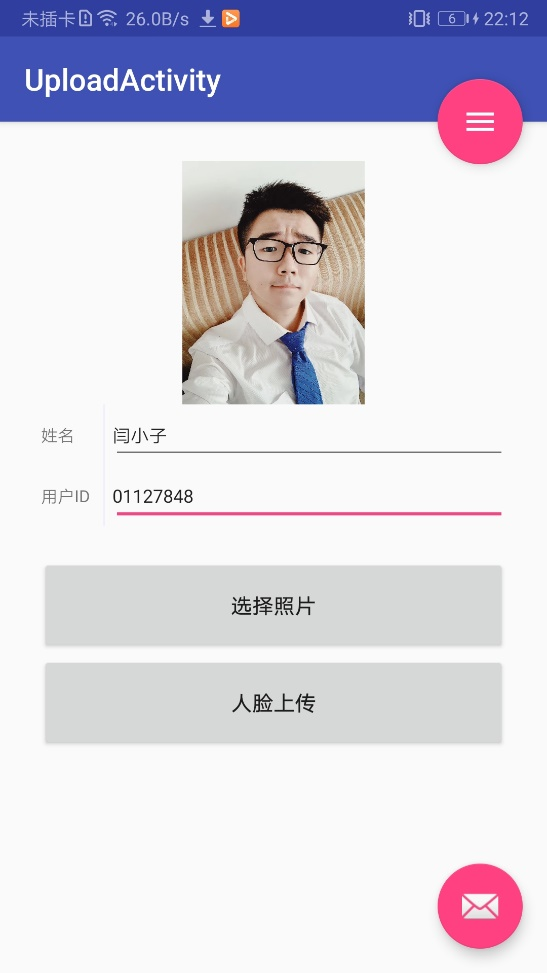 未插卡 26.0B/s 6 22:12
UploadActivity
姓名 闫小子
用户ID 01127848
选择照片
人脸上传